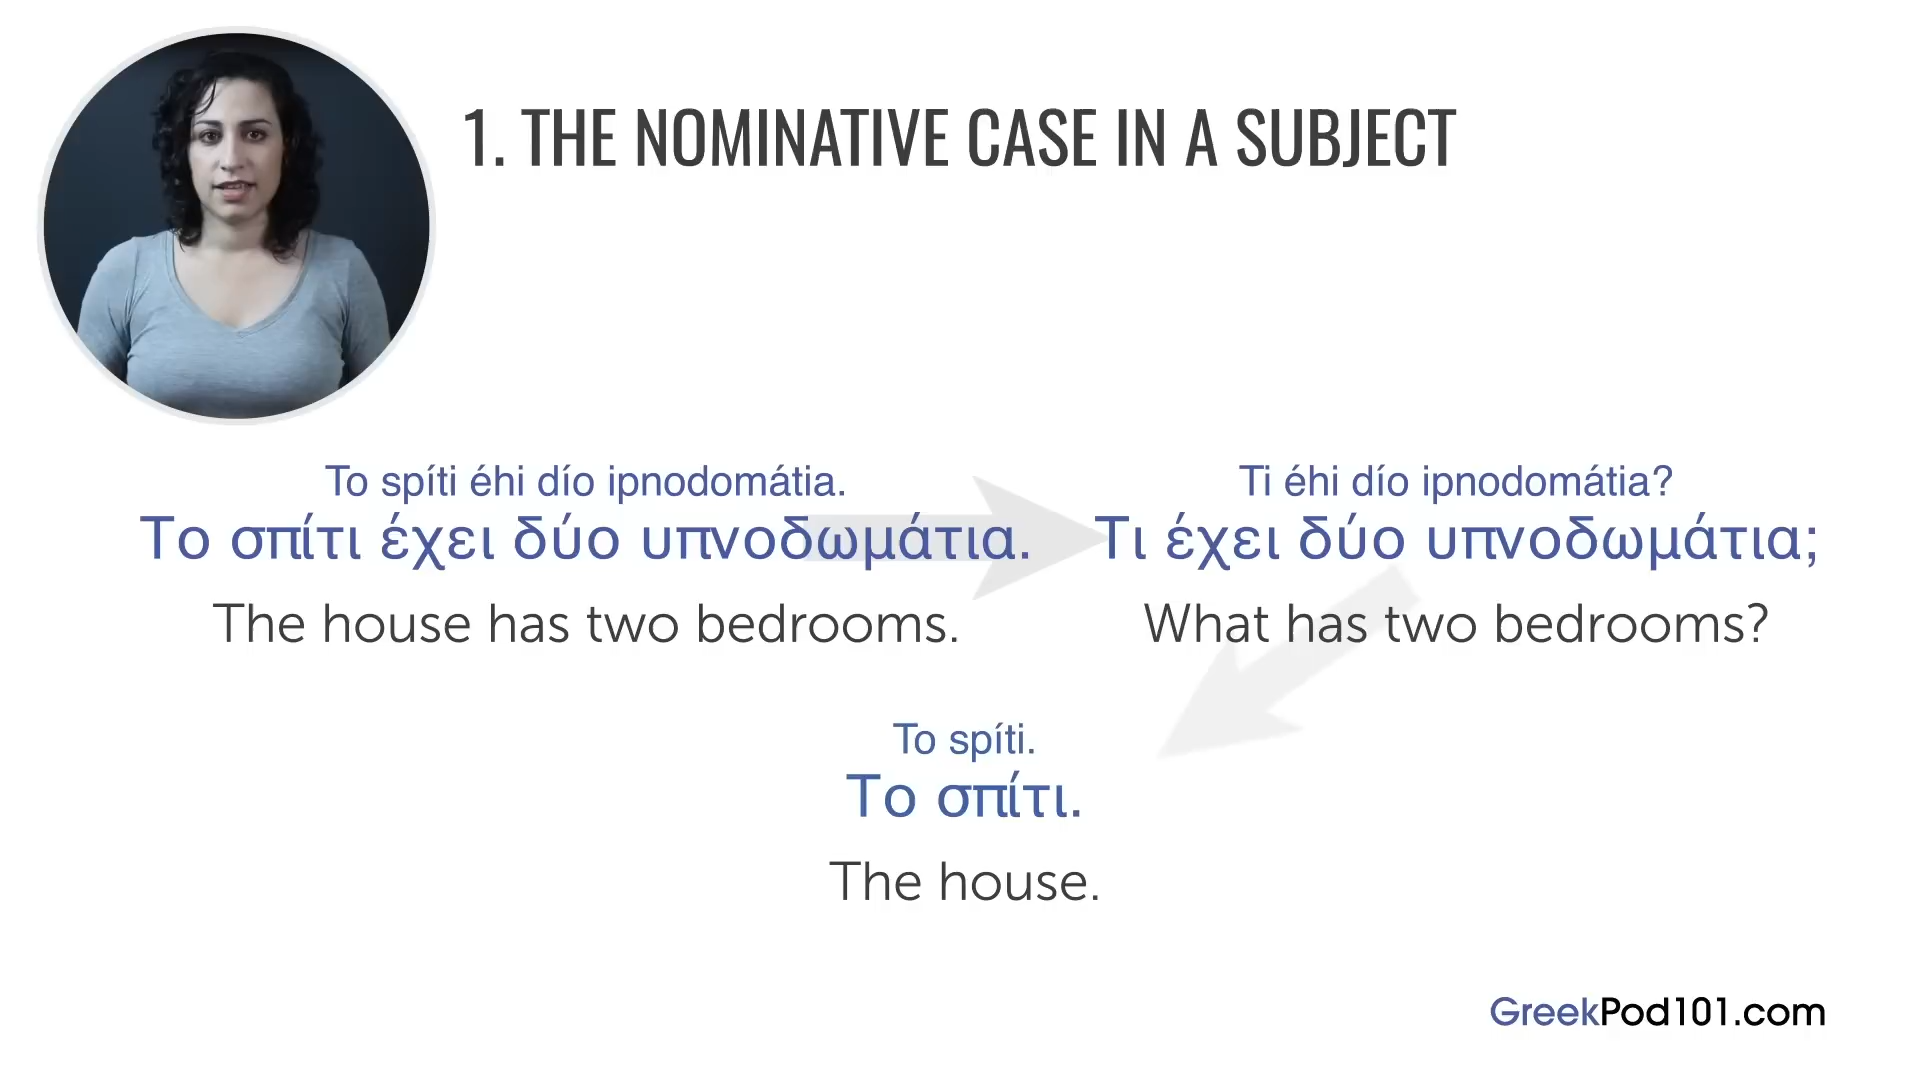 1. THE NOMINATIVE CASE IN A SUBJECT
To spíti éhi dío ipnodomátia.
Το σπίτι έχει δύο υπνοδωμάτια.
The house has two bedrooms.
Ti éhi dío ipnodomátia?
Τι έχει δύο υπνοδωμάτια;
What has two bedrooms?
To spíti.
Το σπίτι.
The house.
GreekPod101.com